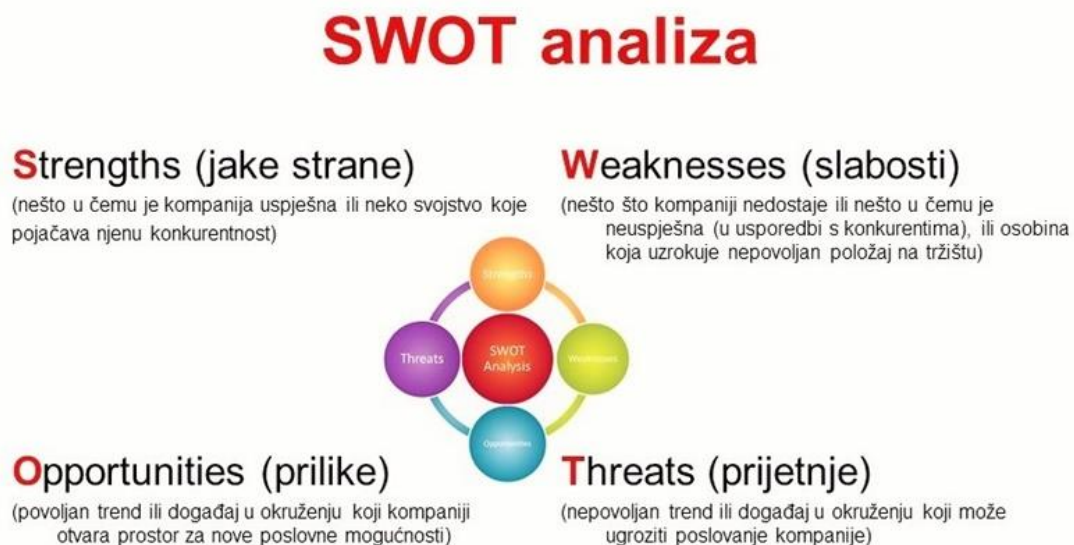 SWOT analiza
Strengths (jake strane)
(nešto u čemu je kompanija uspješna ili neko svojstvo koje
pojačava njenu konkurentnost)
Weaknesses (slabosti)
(nešto što kompaniji nedostaje ili nešto u čemu je
neuspješna (u usporedbi s konkurentima), ili osobina
koja uzrokuje nepovoljan položaj na tržištu)
Strengths
Threats
SWOT
Analysis
Weaknesses
Opportunities
Opportunities (prilike)
(povoljan trend ili događaj u okruženju koji kompaniji
otvara prostor za nove poslovne mogućnosti)
Threats (prijetnje)
(nepovoljan trend ili događaj u okruženju koji može
ugroziti poslovanje kompanije)